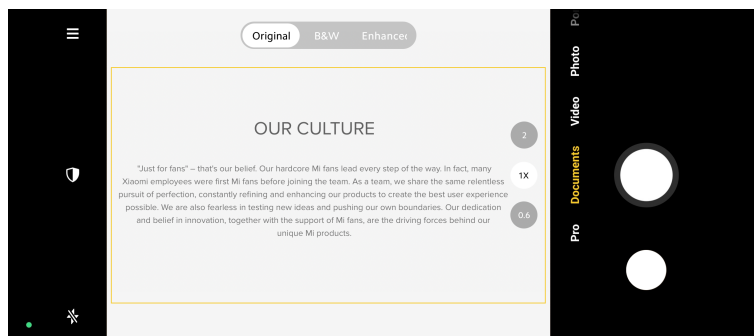 Original B&W Enhanced
OUR CULTURE
"Just for fans" – that's our belief. Our hardcore Mi fans lead every step of the way. In fact, many
Xiaomi employees were first Mi fans before joining the team. As a team, we share the same relentless
pursuit of perfection, constantly refining and enhancing our products to create the best user experience
possible. We are also fearless in testing new ideas and pushing our own boundaries. Our dedication
and belief in innovation, together with the support of Mi fans, are the driving forces behind our
unique Mi products.
2
1X
0.6
Photo
Video
Documents
Pro